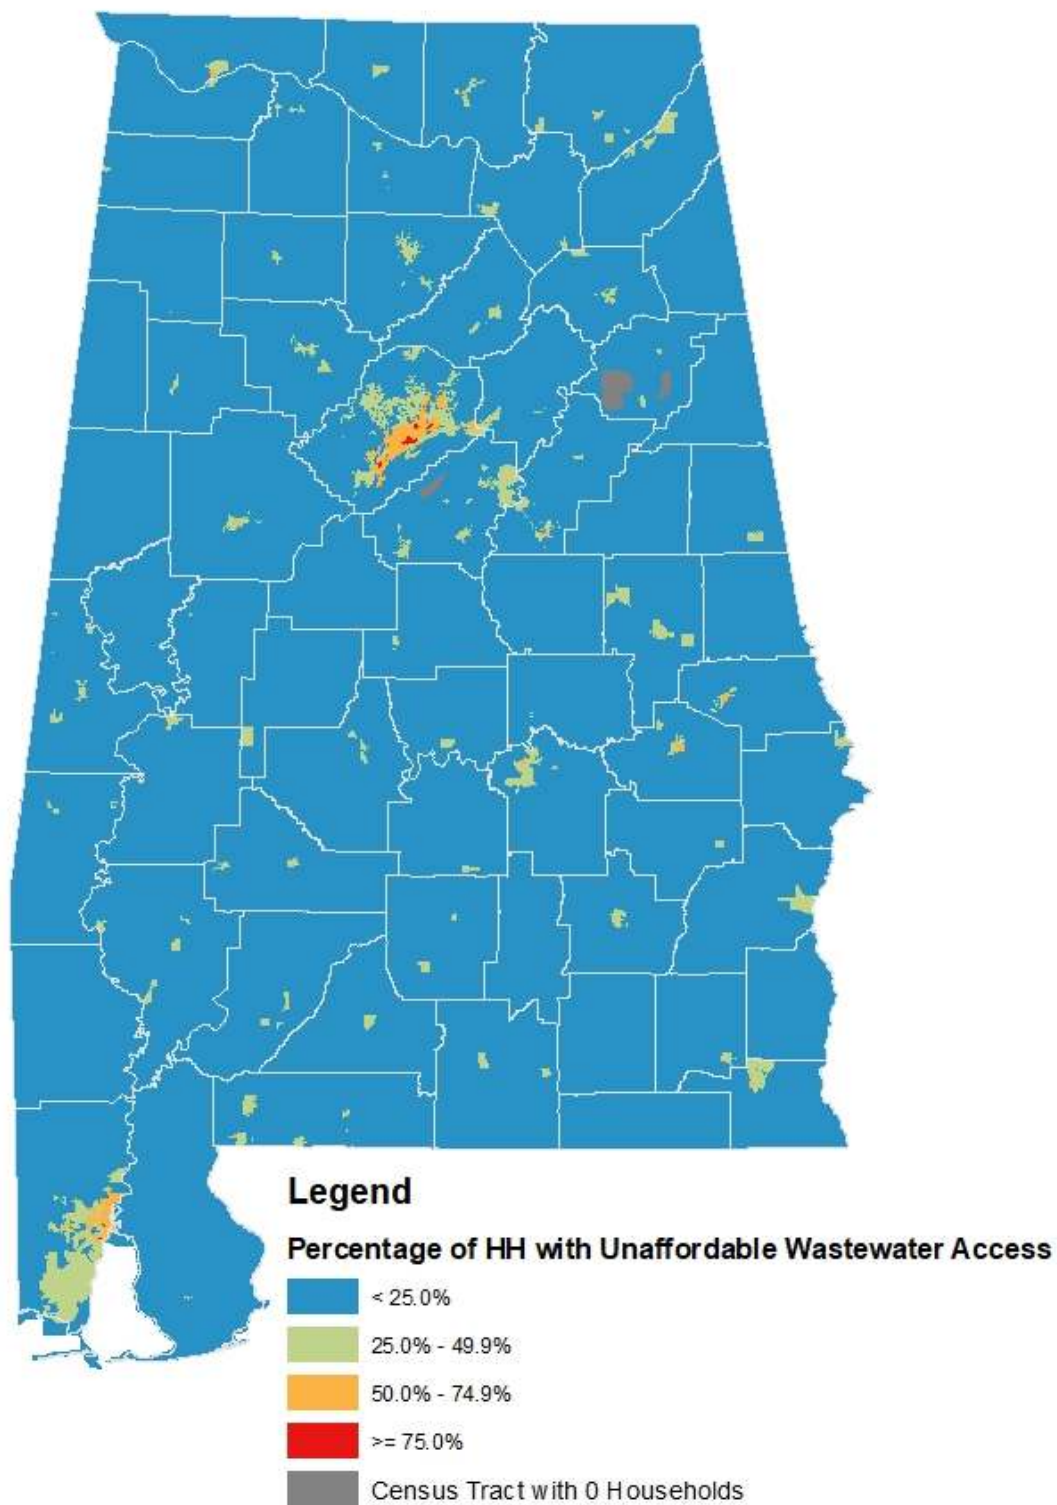 Legend
Percentage of HH with Unaffordable Wastewater Access
< 25.0%
25.0% - 49.9%
50.0% - 74.9%
>= 75.0%
Census Tract with 0 Households